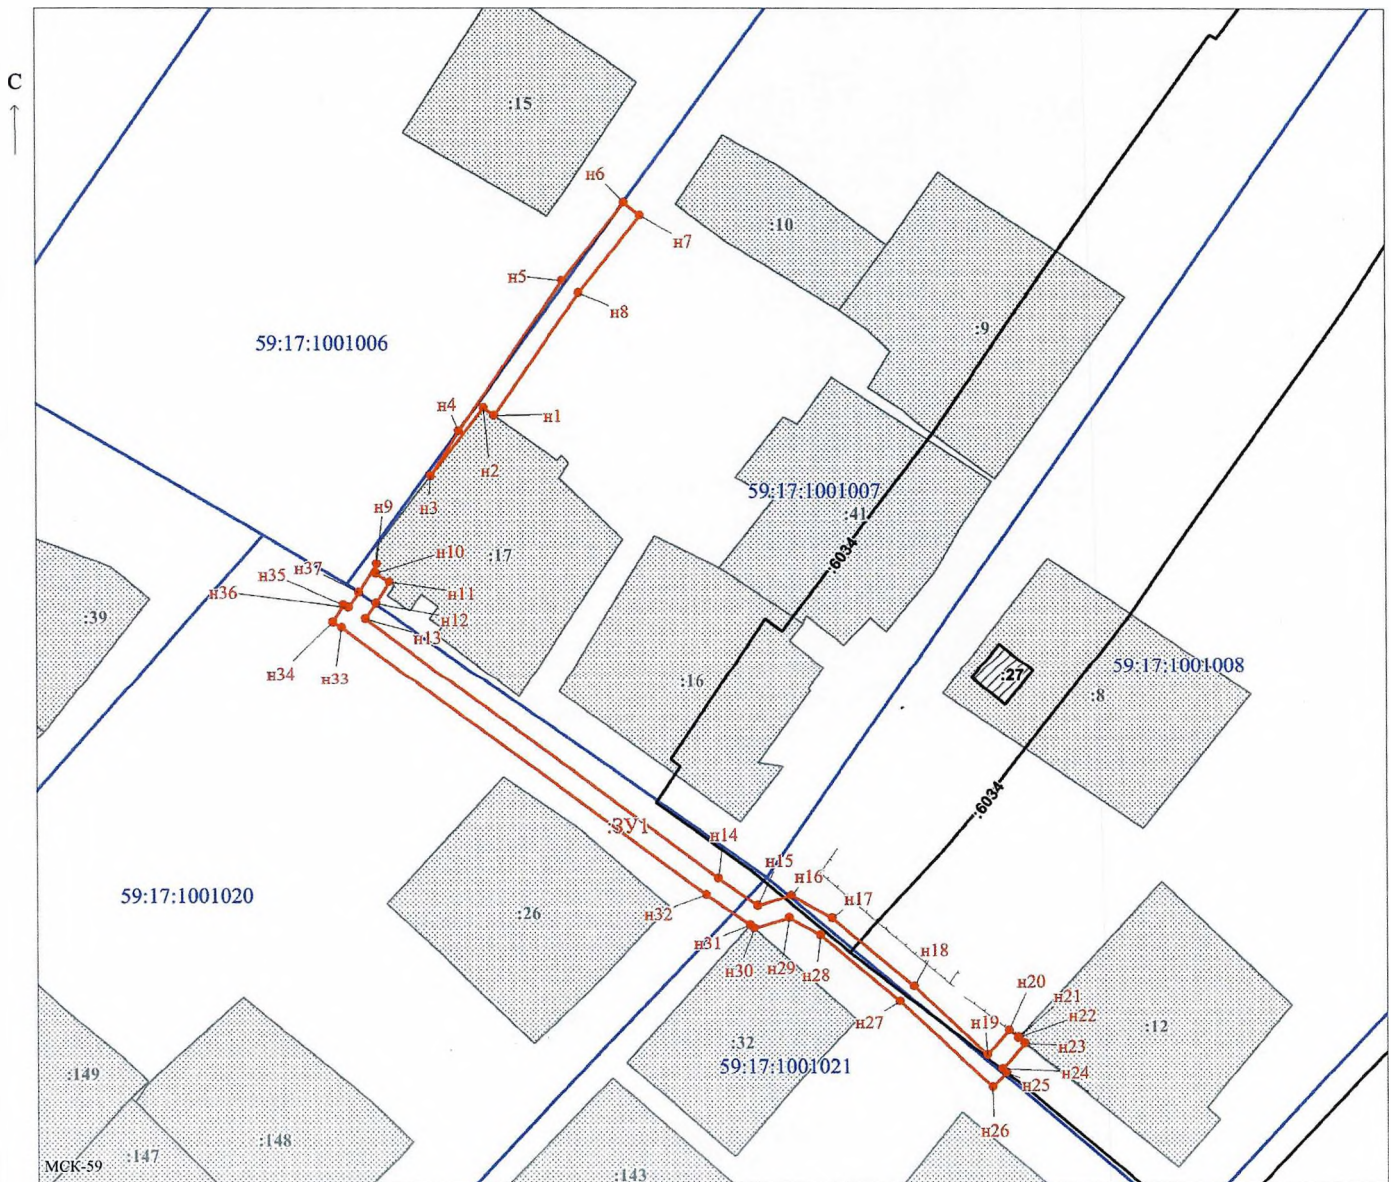 С
:15
н6
:10
н7
н5
н8
:9
59:17:1001006
н4
н1
н2
н3
59:17:1001007
:41
н9
:6034
н10
:17
н37
н35
н11
н36
н12
н13
:39
н34
н33
59:17:1001008
:27
:8
:16
:6034
:ЗУ1
н14
н15
н16
н17
59:17:1001020
н32
:26
н31
н30
н29
н28
н18
н20
н21
н22
:12
н27
н19
н23
:32
59:17:1001021
н24
н25
:149
н26
:148
:147
МСК-59
:143